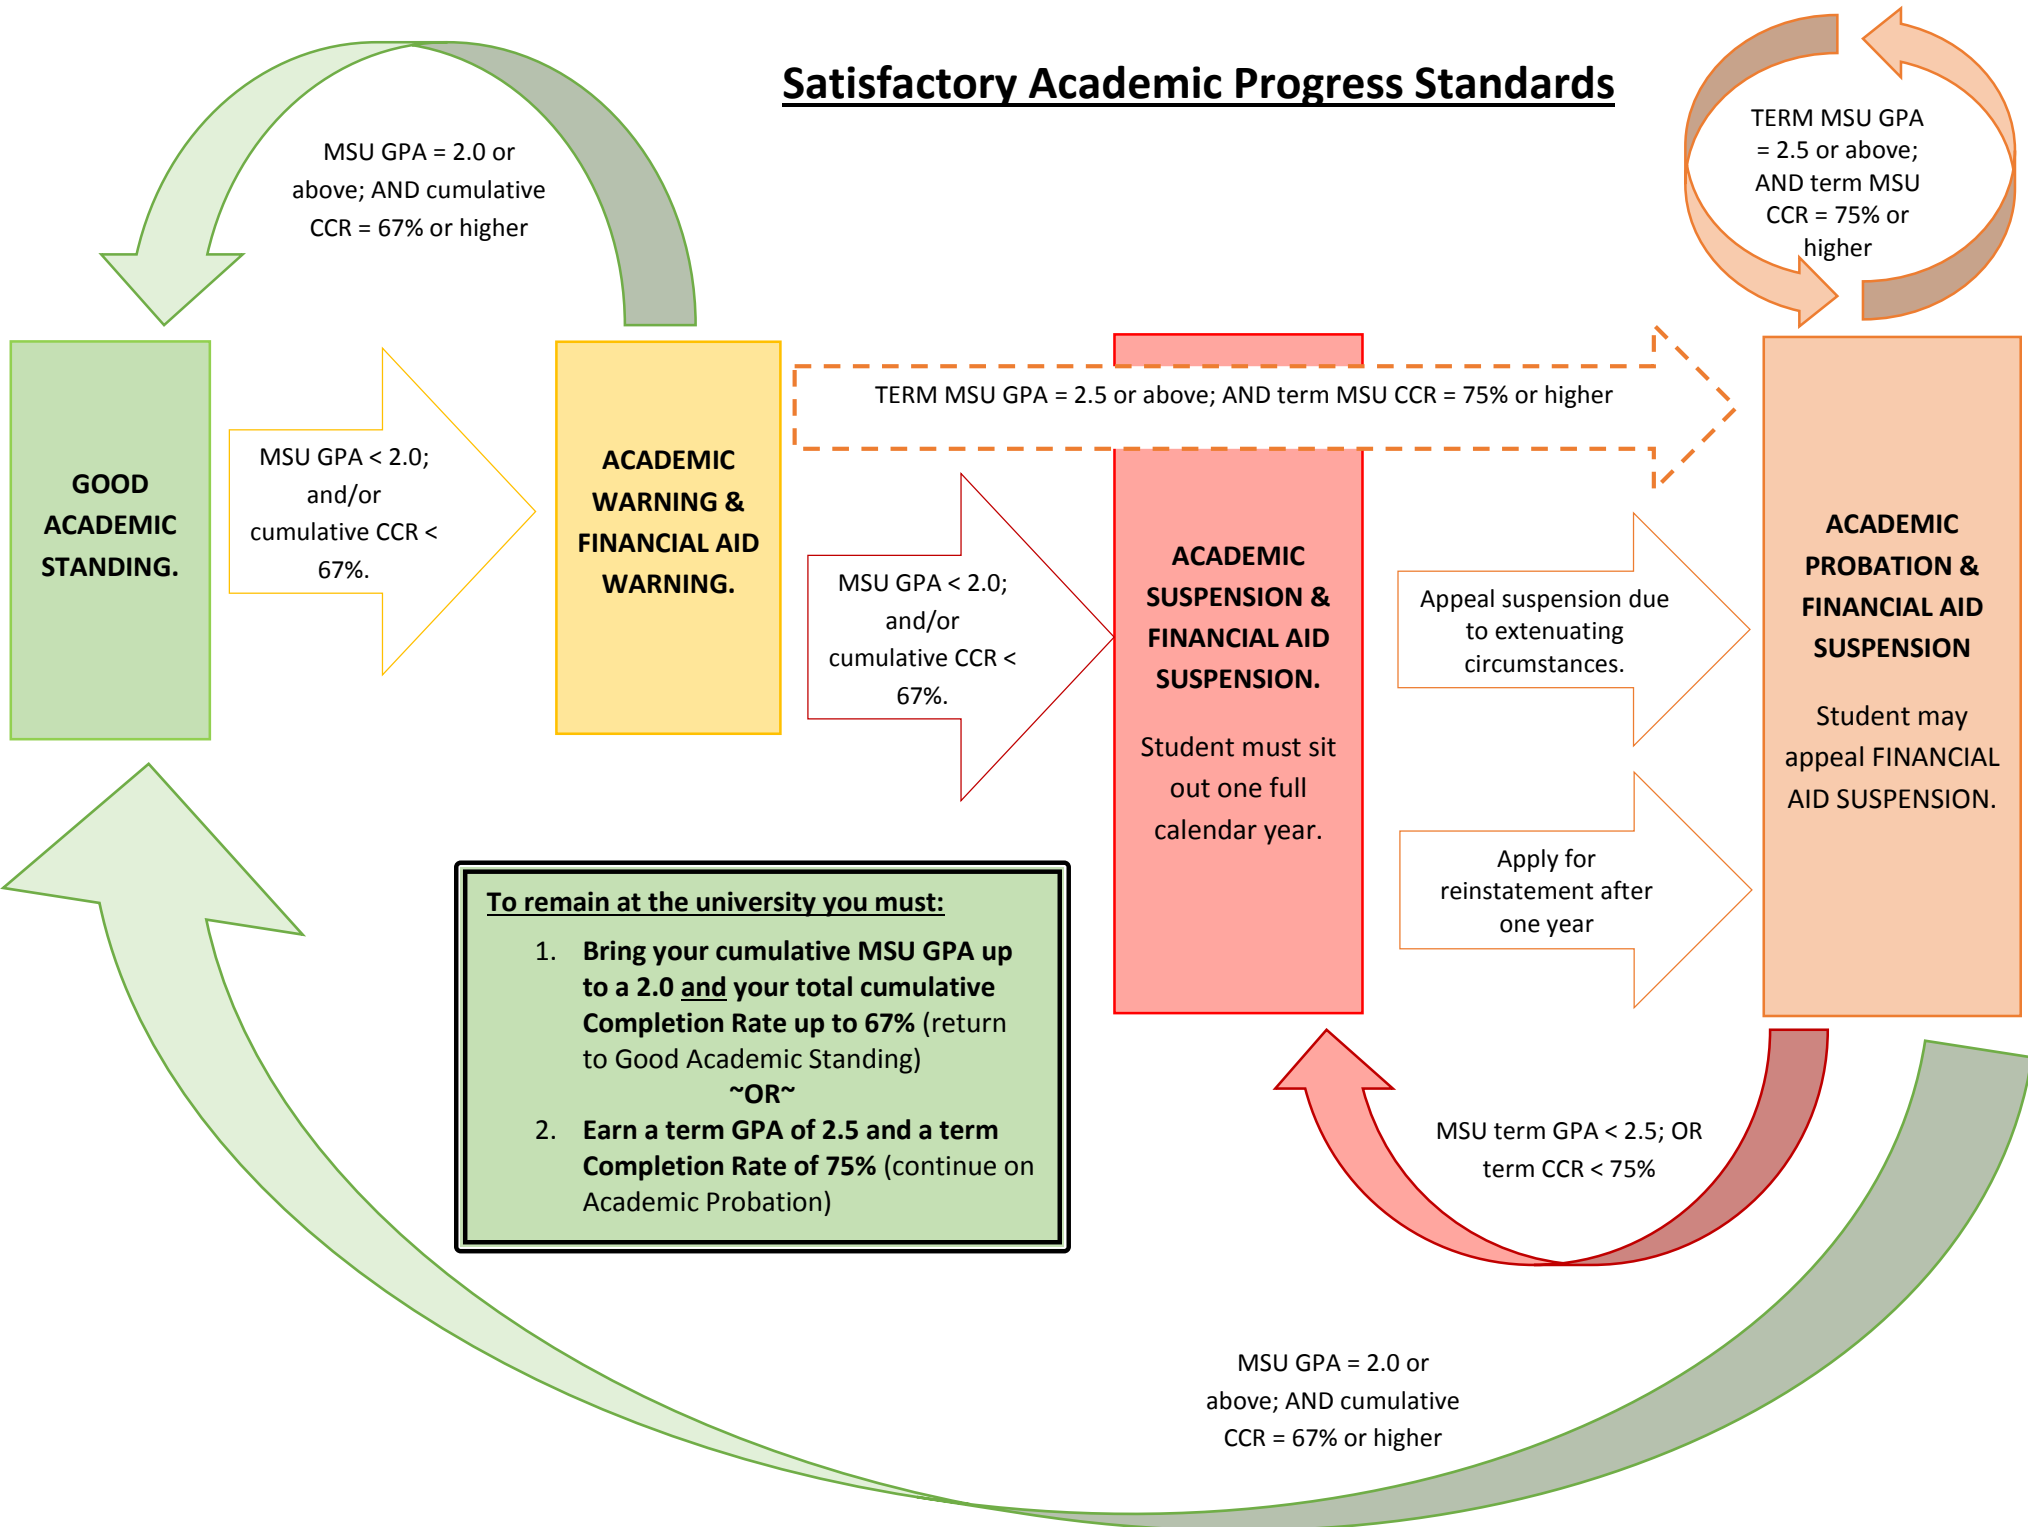 Satisfactory Academic Progress Standards
MSU GPA = 2.0 or
above; AND cumulative
CCR = 67% or higher
TERM MSU GPA
= 2.5 or above;
AND term MSU
CCR = 75% or
higher
GOOD
ACADEMIC
STANDING.
MSU GPA < 2.0;
and/or
cumulative CCR <
67%.
ACADEMIC
WARNING &
FINANCIAL AID
WARNING.
TERM MSU GPA = 2.5 or above; AND term MSU CCR = 75% or higher
MSU GPA < 2.0;
and/or
cumulative CCR <
67%.
ACADEMIC
SUSPENSION &
FINANCIAL AID
SUSPENSION.
Student must sit
out one full
calendar year.
Appeal suspension due
to extenuating
circumstances.
Apply for
reinstatement after
one year
ACADEMIC
PROBATION &
FINANCIAL AID
SUSPENSION
Student may
appeal FINANCIAL
AID SUSPENSION.
To remain at the university you must:
1. Bring your cumulative MSU GPA up
to a 2.0 and your total cumulative
Completion Rate up to 67% (return
to Good Academic Standing)
~OR~
2. Earn a term GPA of 2.5 and a term
Completion Rate of 75% (continue on
Academic Probation)
MSU term GPA < 2.5; OR
term CCR < 75%
MSU GPA = 2.0 or
above; AND cumulative
CCR = 67% or higher